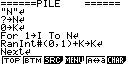 ======PILE    ======
"N"↵
?→N↵
0→K↵
For 1→I To N↵
RanInt#(0,1)+K→K↵
Next↵
TOP BTM SRC MENU A↔a CHAR